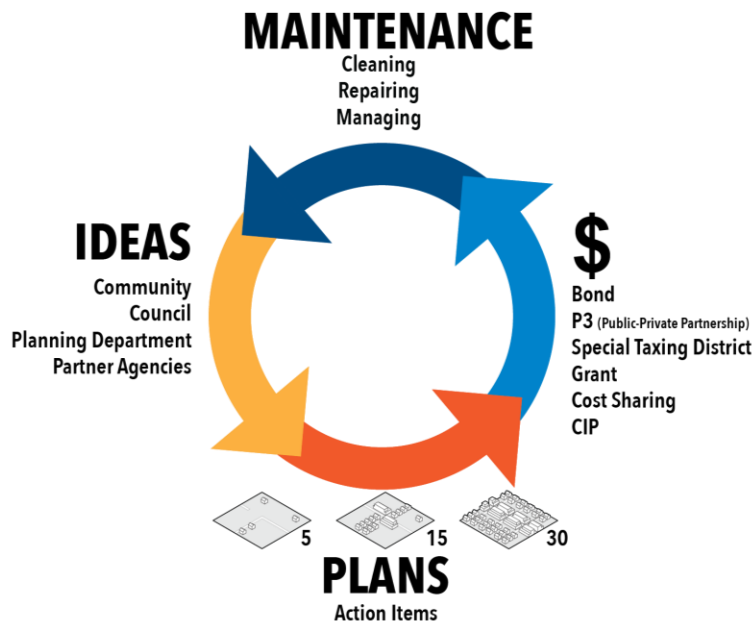 MAINTENANCE
Cleaning
Repairing
Managing
IDEAS
Community
Council
Planning Department
Partner Agencies
$
Bond
P3 (Public-Private Partnership)
Special Taxing District
Grant
Cost Sharing
CIP
5
15
30
PLANS
Action Items